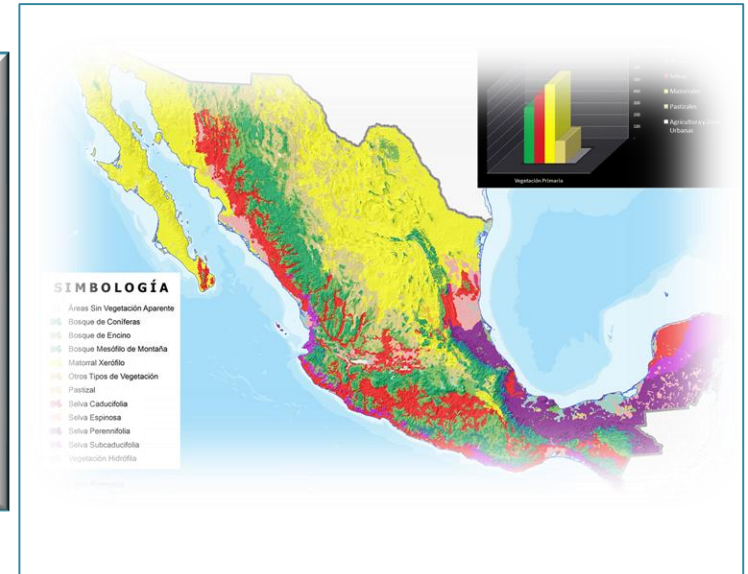 SIMBOLOGÍA
Áreas Sin Vegetación Aparente
Bosque de Coníferas
Bosque de Encino
Bosque Mesófilo de Montaña
Matorral Xerófilo
Otros Tipos de Vegetación
Pastizal
Selva Caducifolia
Selva Espinosa
Selva Perennifolia
Selva Subcaducifolia
Vegetación Hidrófila
Matorrales
Pastizales
Agricultura y
Urbanas
Vegetación Primaria